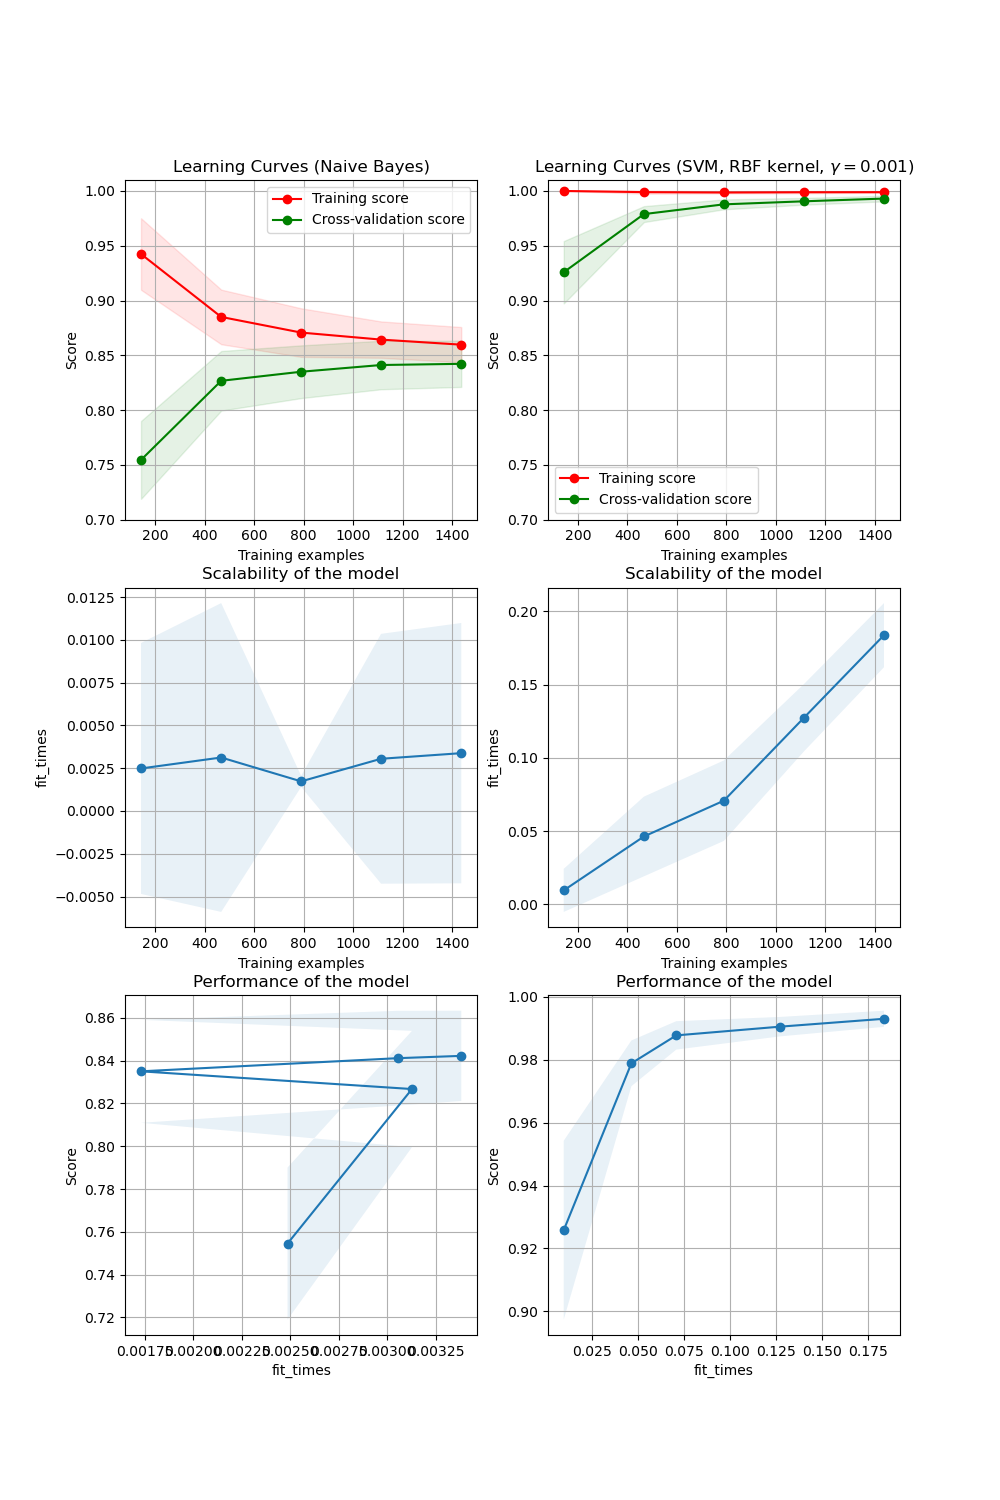 Learning Curves (Naive Bayes)
1.00
0.95
0.90
0.85
0.80
0.75
0.70
Score
Training score
Cross-validation score
200 400 600 800 1000 1200 1400
Training examples
Learning Curves (SVM, RBF kernel, γ = 0.001)
1.00
0.95
0.90
0.85
0.80
0.75
0.70
Score
Training score
Cross-validation score
200 400 600 800 1000 1200 1400
Training examples
Scalability of the model
0.0125
0.0100
0.0075
0.0050
0.0025
0.0000
−0.0025
−0.0050
fit_times
200 400 600 800 1000 1200 1400
Training examples
Scalability of the model
0.20
0.15
0.10
0.05
0.00
fit_times
200 400 600 800 1000 1200 1400
Training examples
Performance of the model
0.86
0.84
0.82
0.80
0.78
0.76
0.74
0.72
Score
0.00175 0.00200 0.00225 0.00250 0.00275 0.00300 0.00325
fit_times
Performance of the model
1.00
0.98
0.96
0.94
0.92
0.90
Score
0.025 0.050 0.075 0.100 0.125 0.150 0.175
fit_times